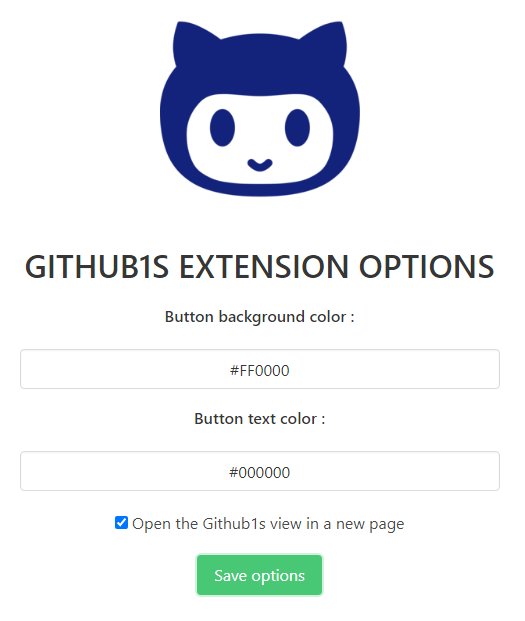 GITHUB1S EXTENSION OPTIONS
Button background color :
#FF0000
Button text color :
#000000
Open the Github1s view in a new page
Save options